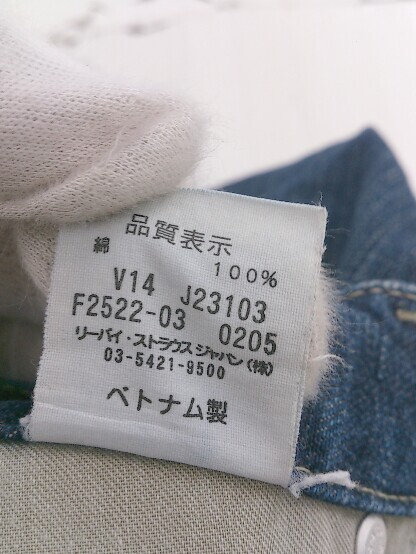 品質表示
綿 100%
V14 J23103
F2522-03 0205
リーバイ・ストラウス ジャパン(株)
03-5421-9500
ベトナム製